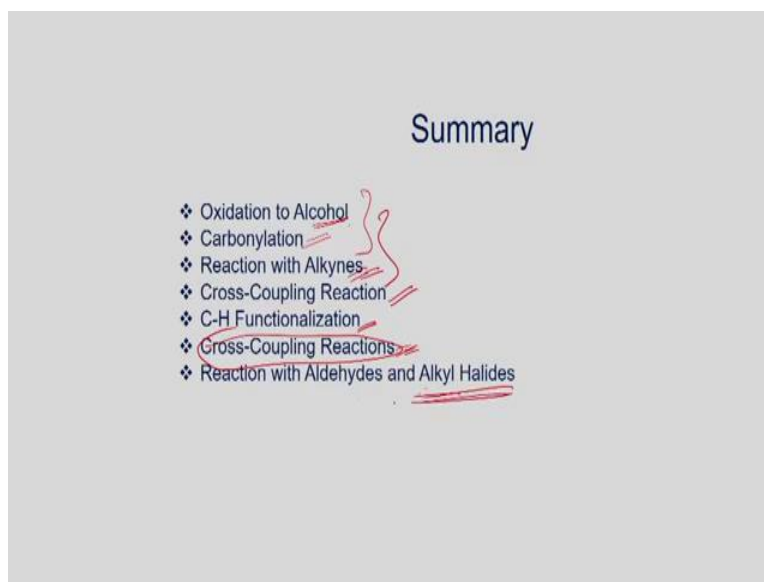 Summary
❖ Oxidation to Alcohol
❖ Carbonylation
❖ Reaction with Alkynes
❖ Cross-Coupling Reaction
❖ C-H Functionalization
❖ Cross-Coupling Reactions
❖ Reaction with Aldehydes and Alkyl Halides